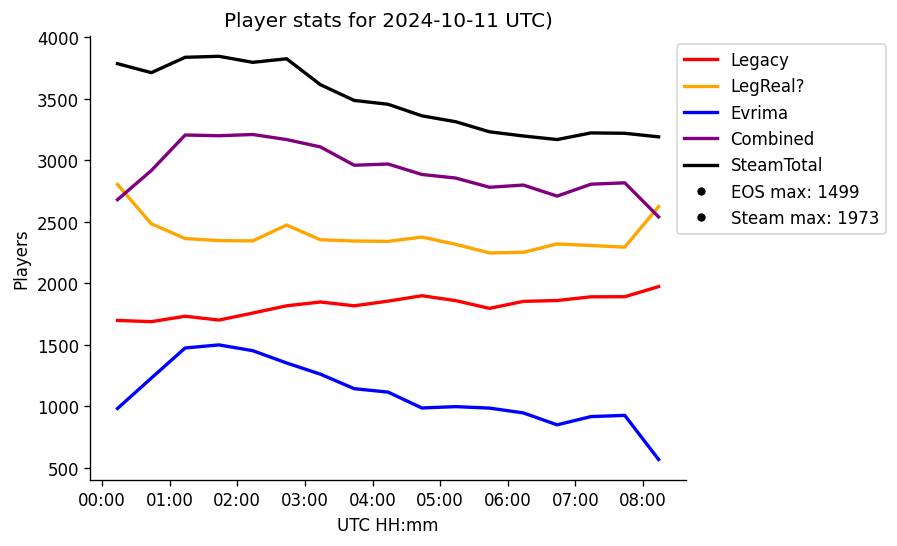 Player stats for 2024-10-11 UTC)
Players
4000
3500
3000
2500
2000
1500
1000
500
00:00 01:00 02:00 03:00 04:00 05:00 06:00 07:00 08:00
UTC HH:mm
Legacy
LegReal?
Evrima
Combined
SteamTotal
EOS max: 1499
Steam max: 1973